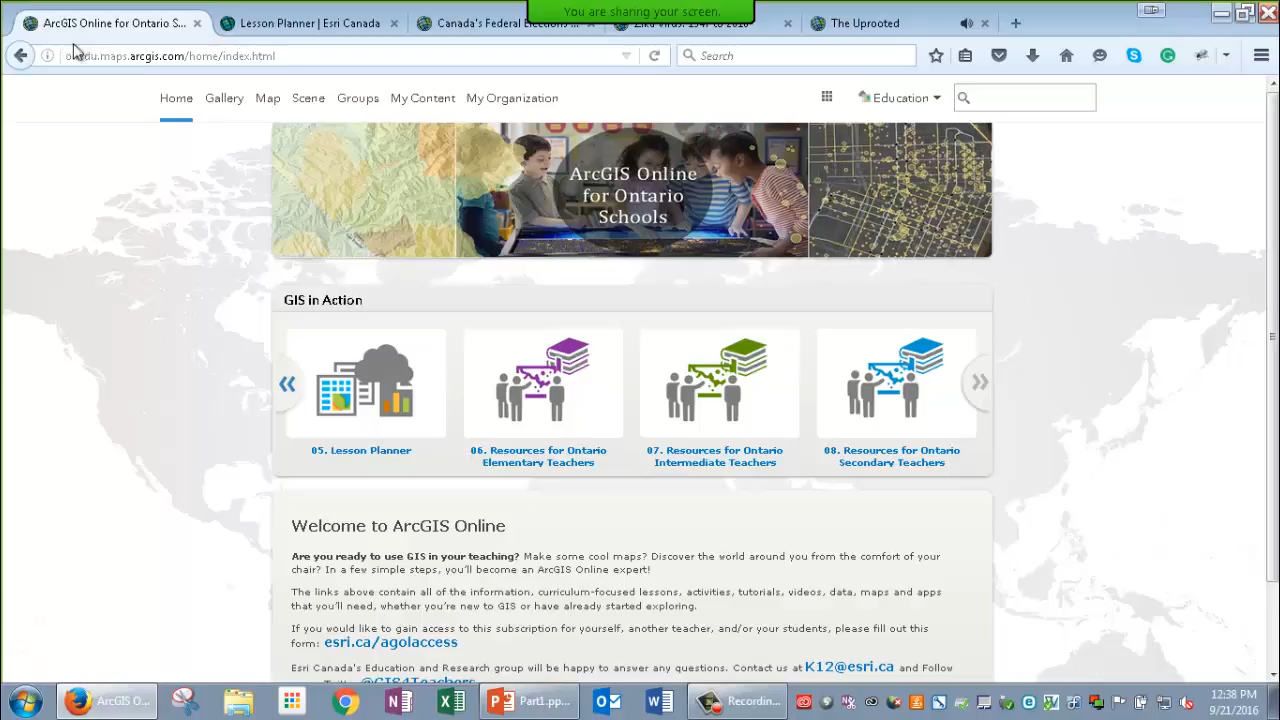 ArcGIS Online for Ontario S...
Lesson Planner | Esri Canada
Canada's Federal Elections
Zika Virus: 1947 to 2016
The Uprooted
You are sharing your screen.
du.maps.arcgis.com/home/index.html
Search
Home
Gallery
Map
Scene
Groups
My Content
My Organization
Education
ArcGIS Online
for Ontario
Schools
GIS in Action
05. Lesson Planner
06. Resources for Ontario
Elementary Teachers
07. Resources for Ontario
Intermediate Teachers
08. Resources for Ontario
Secondary Teachers
Welcome to ArcGIS Online
Are you ready to use GIS in your teaching? Make some cool maps? Discover the world around you from the comfort of your
chair? In a few simple steps, you'll become an ArcGIS Online expert!
The links above contain all of the information, curriculum-focused lessons, activities, tutorials, videos, data, maps and apps
that you'll need, whether you're new to GIS or have already started exploring.
If you would like to gain access to this subscription for yourself, another teacher, and/or your students, please fill out this
form: esri.ca/agolaccess
Esri Canada's Education and Research group will be happy to answer any questions. Contact us at K12@esri.ca and Follow
@GIS4Teachers
ArcGIS O...
Part1.pp...
Recordin...
12:38 PM
9/21/2016